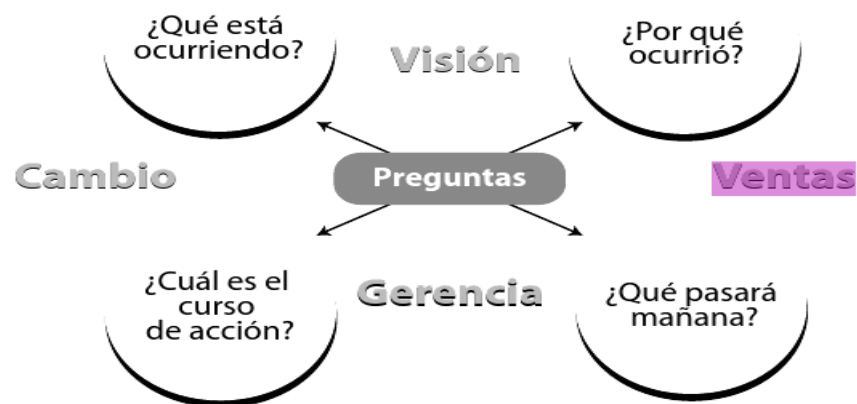 ¿Qué está
ocurriendo?
Visión
¿Por qué
ocurrió?
Cambio
Preguntas
Ventas
¿Cuál es el
curso
de acción?
Gerencia
¿Qué pasará
mañana?